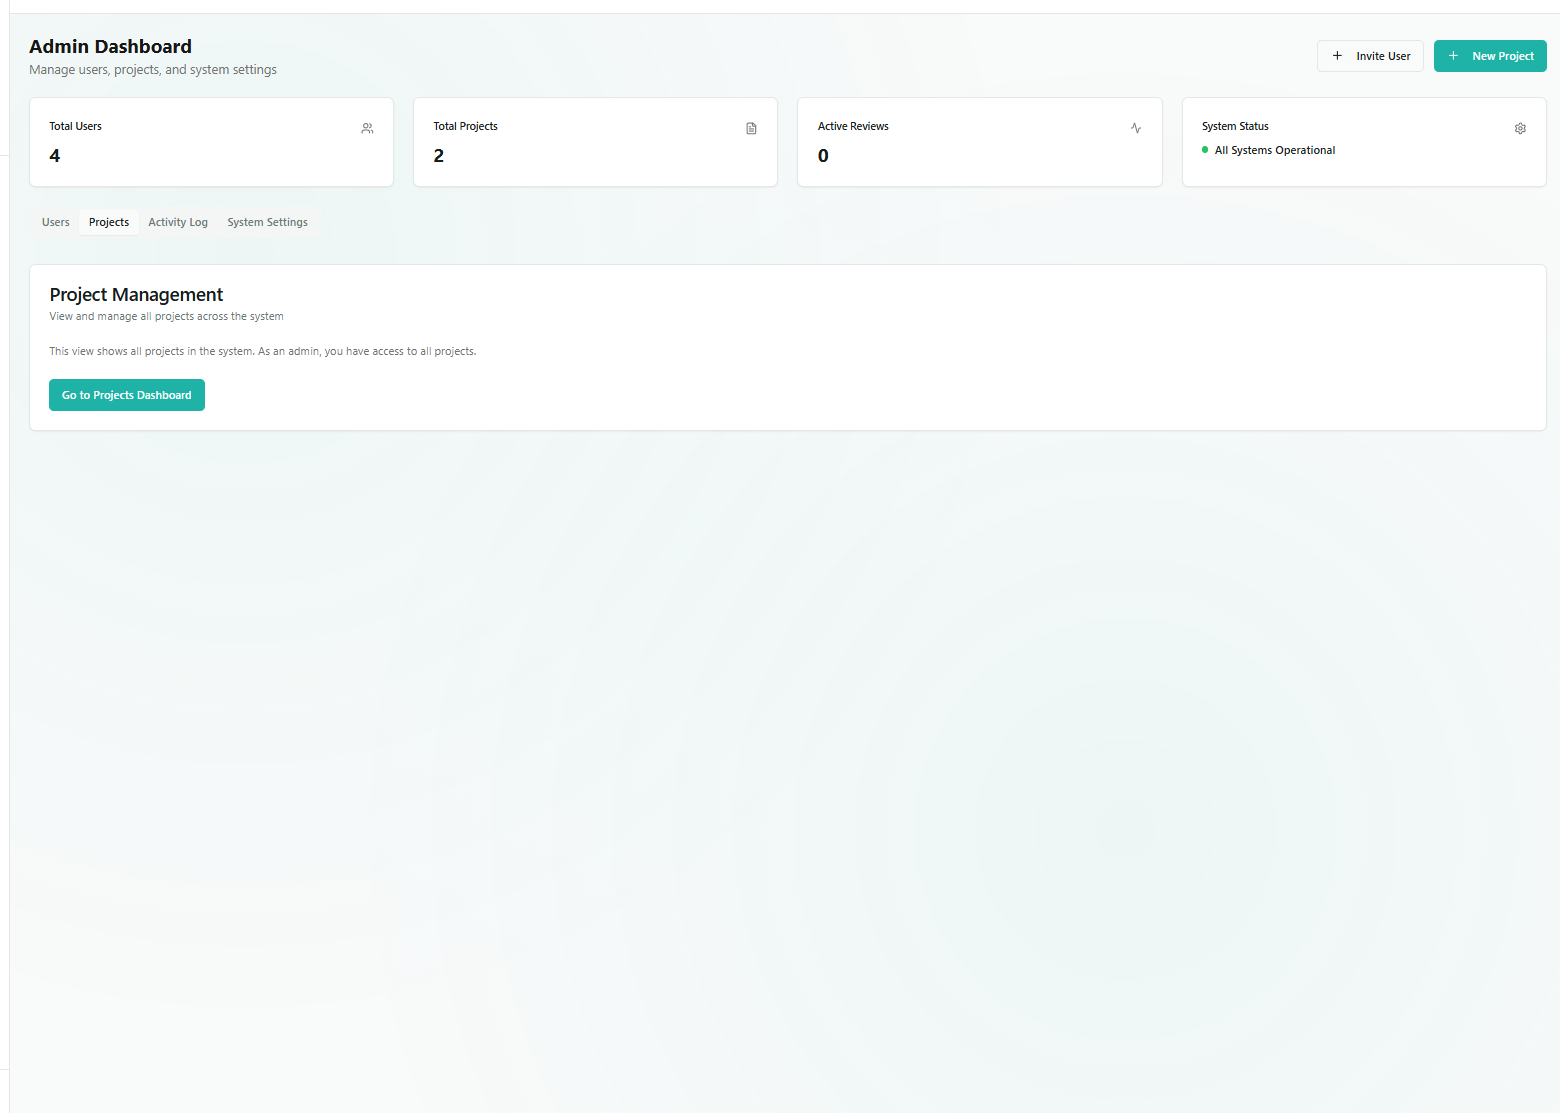 Admin Dashboard
Manage users, projects, and system settings
Invite User
New Project
Total Users
4
Total Projects
2
Active Reviews
0
System Status
All Systems Operational
Users
Projects
Activity Log
System Settings
Project Management
View and manage all projects across the system
This view shows all projects in the system. As an admin, you have access to all projects.
Go to Projects Dashboard